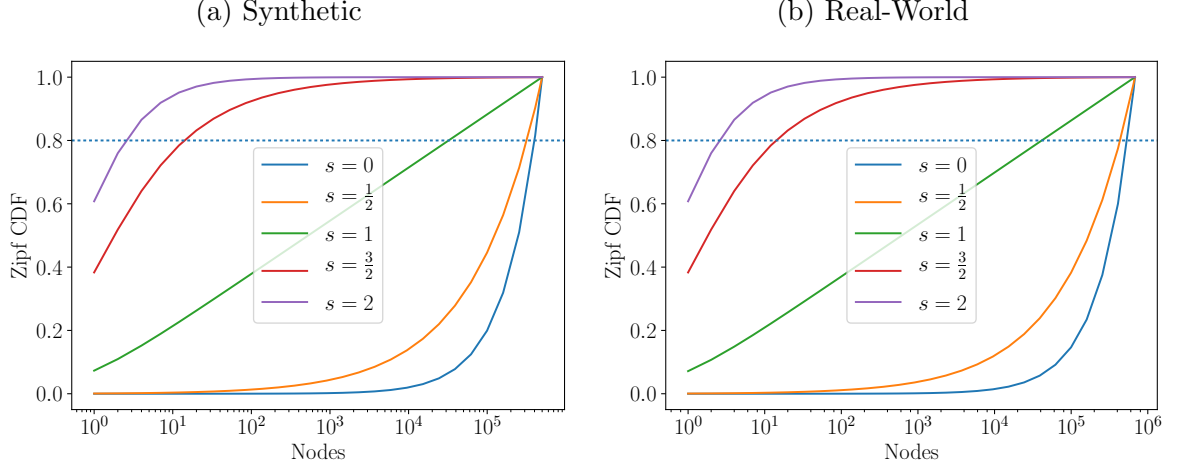 (a) Synthetic
1.0
0.8
0.6
0.4
0.2
0.0
Zipf CDF
s = 0
s = 1/2
s = 1
s = 3/2
s = 2
10^0
10^1
10^2
10^3
10^4
10^5
Nodes
(b) Real-World
1.0
0.8
0.6
0.4
0.2
0.0
Zipf CDF
s = 0
s = 1/2
s = 1
s = 3/2
s = 2
10^0
10^1
10^2
10^3
10^4
10^5
10^6
Nodes